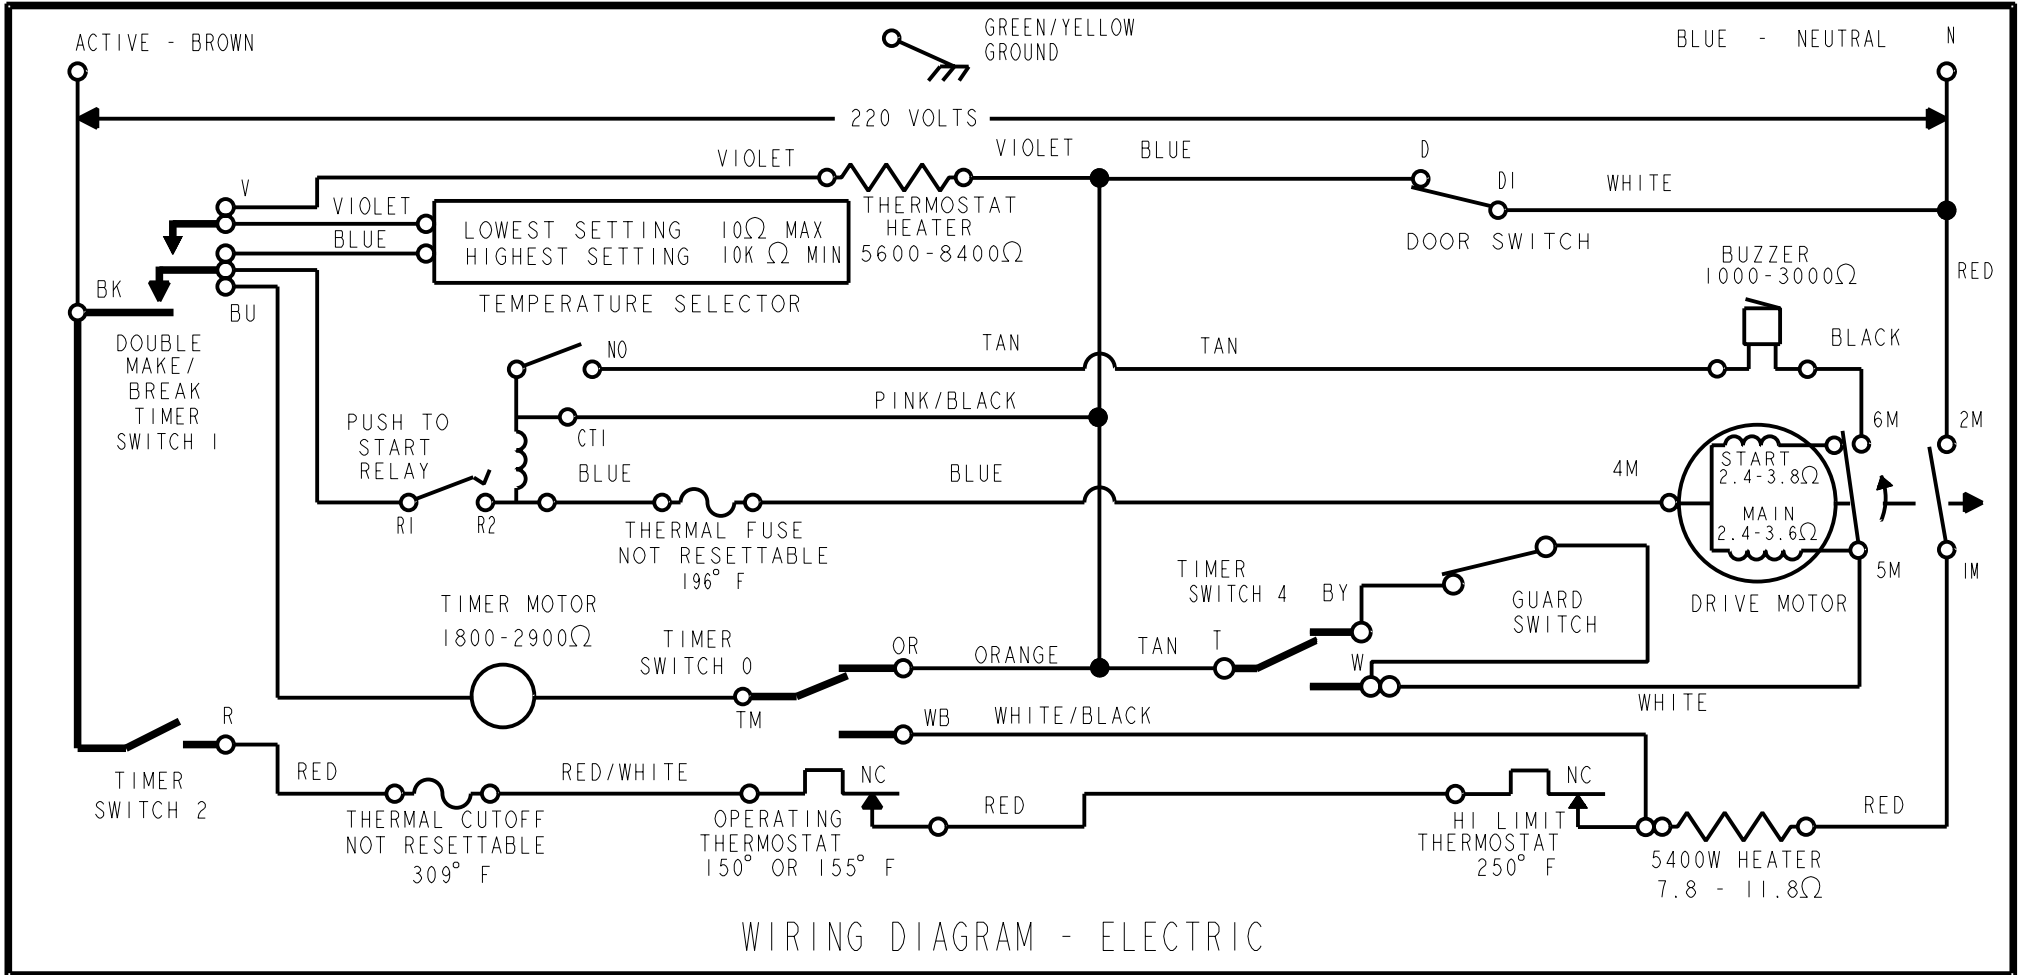 ACTIVE - BROWN
GREEN/YELLOW
GROUND
BLUE - NEUTRAL
N
220 VOLTS
VIOLET
VIOLET
BLUE
D
V
D1
WHITE
VIOLET
THERMOSTAT
HEATER
5600-8400Ω
LOWEST SETTING 10Ω MAX
HIGHEST SETTING 10K Ω MIN
BLUE
DOOR SWITCH
BUZZER
1000-3000Ω
RED
BK
BU
TEMPERATURE SELECTOR
DOUBLE
MAKE/
BREAK
TIMER
SWITCH 1
NO
TAN
TAN
BLACK
PINK/BLACK
PUSH TO
START
RELAY
CT1
6M
2M
BLUE
BLUE
4M
START
2.4-3.8Ω
MAIN
2.4-3.6Ω
R1
R2
THERMAL FUSE
NOT RESETTABLE
196° F
TIMER
SWITCH 4
BY
GUARD
SWITCH
5M
1M
DRIVE MOTOR
TIMER MOTOR
1800-2900Ω
TIMER
SWITCH 0
OR
ORANGE
TAN
T
W
WHITE
TM
R
WB
WHITE/BLACK
TIMER
SWITCH 2
RED
RED/WHITE
NC
RED
NC
RED
THERMAL CUTOFF
NOT RESETTABLE
309° F
OPERATING
THERMOSTAT
150° OR 155° F
HI LIMIT
THERMOSTAT
250° F
5400W HEATER
7.8 - 11.8Ω
WIRING DIAGRAM - ELECTRIC